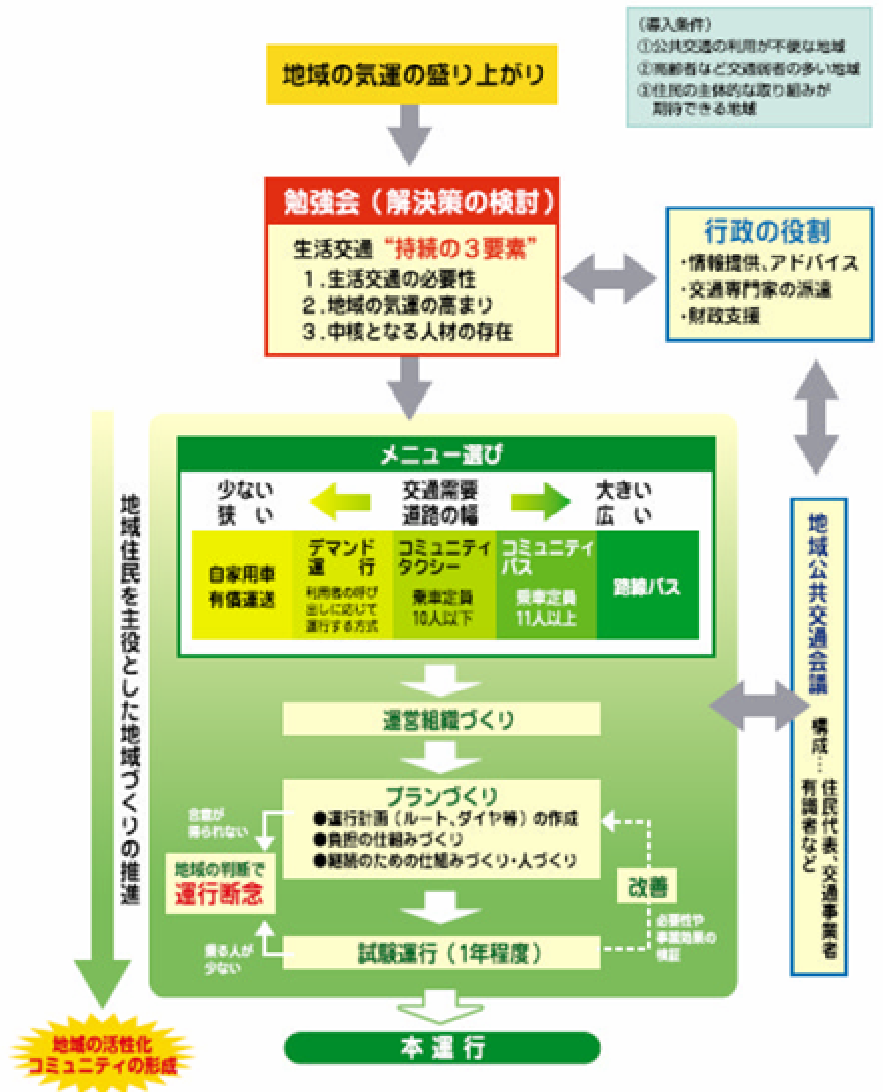 地域の気運の盛り上がり
(導入条件)
①公共交通の利用が不便な地域
②高齢者など交通弱者の多い地域
③住民の主体的な取り組みが
期待できる地域
勉強会(解決策の検討)
生活交通 “持続の3要素”
1.生活交通の必要性
2.地域の気運の高まり
3.中核となる人材の存在
行政の役割
・情報提供、アドバイス
・交通専門家の派遣
・財政支援
メニュー選び
少ない
狭 い
交通需要
道路の幅
大きい
広 い
自家用車
有償運送
デマンド
運 行
利用者の呼び
出しに応じて
運行する方式
コミュニティ
タクシー
乗車定員
10人以下
コミュニティ
バス
乗車定員
11人以上
路線バス
運営組織づくり
プランづくり
●運行計画(ルート、ダイヤ等)の作成
●負担の仕組みづくり
●継続のための仕組みづくり・人づくり
合意が
得られない
地域の判断で
運行断念
乗る人が
少ない
試験運行(1年程度)
改善
必要性や
事業効果の
検証
本運行
地域公共交通会議
構成…
住民代表、交通事業者
有識者など
地域住民を主役とした地域づくりの推進
地域の活性化
コミュニティの形成